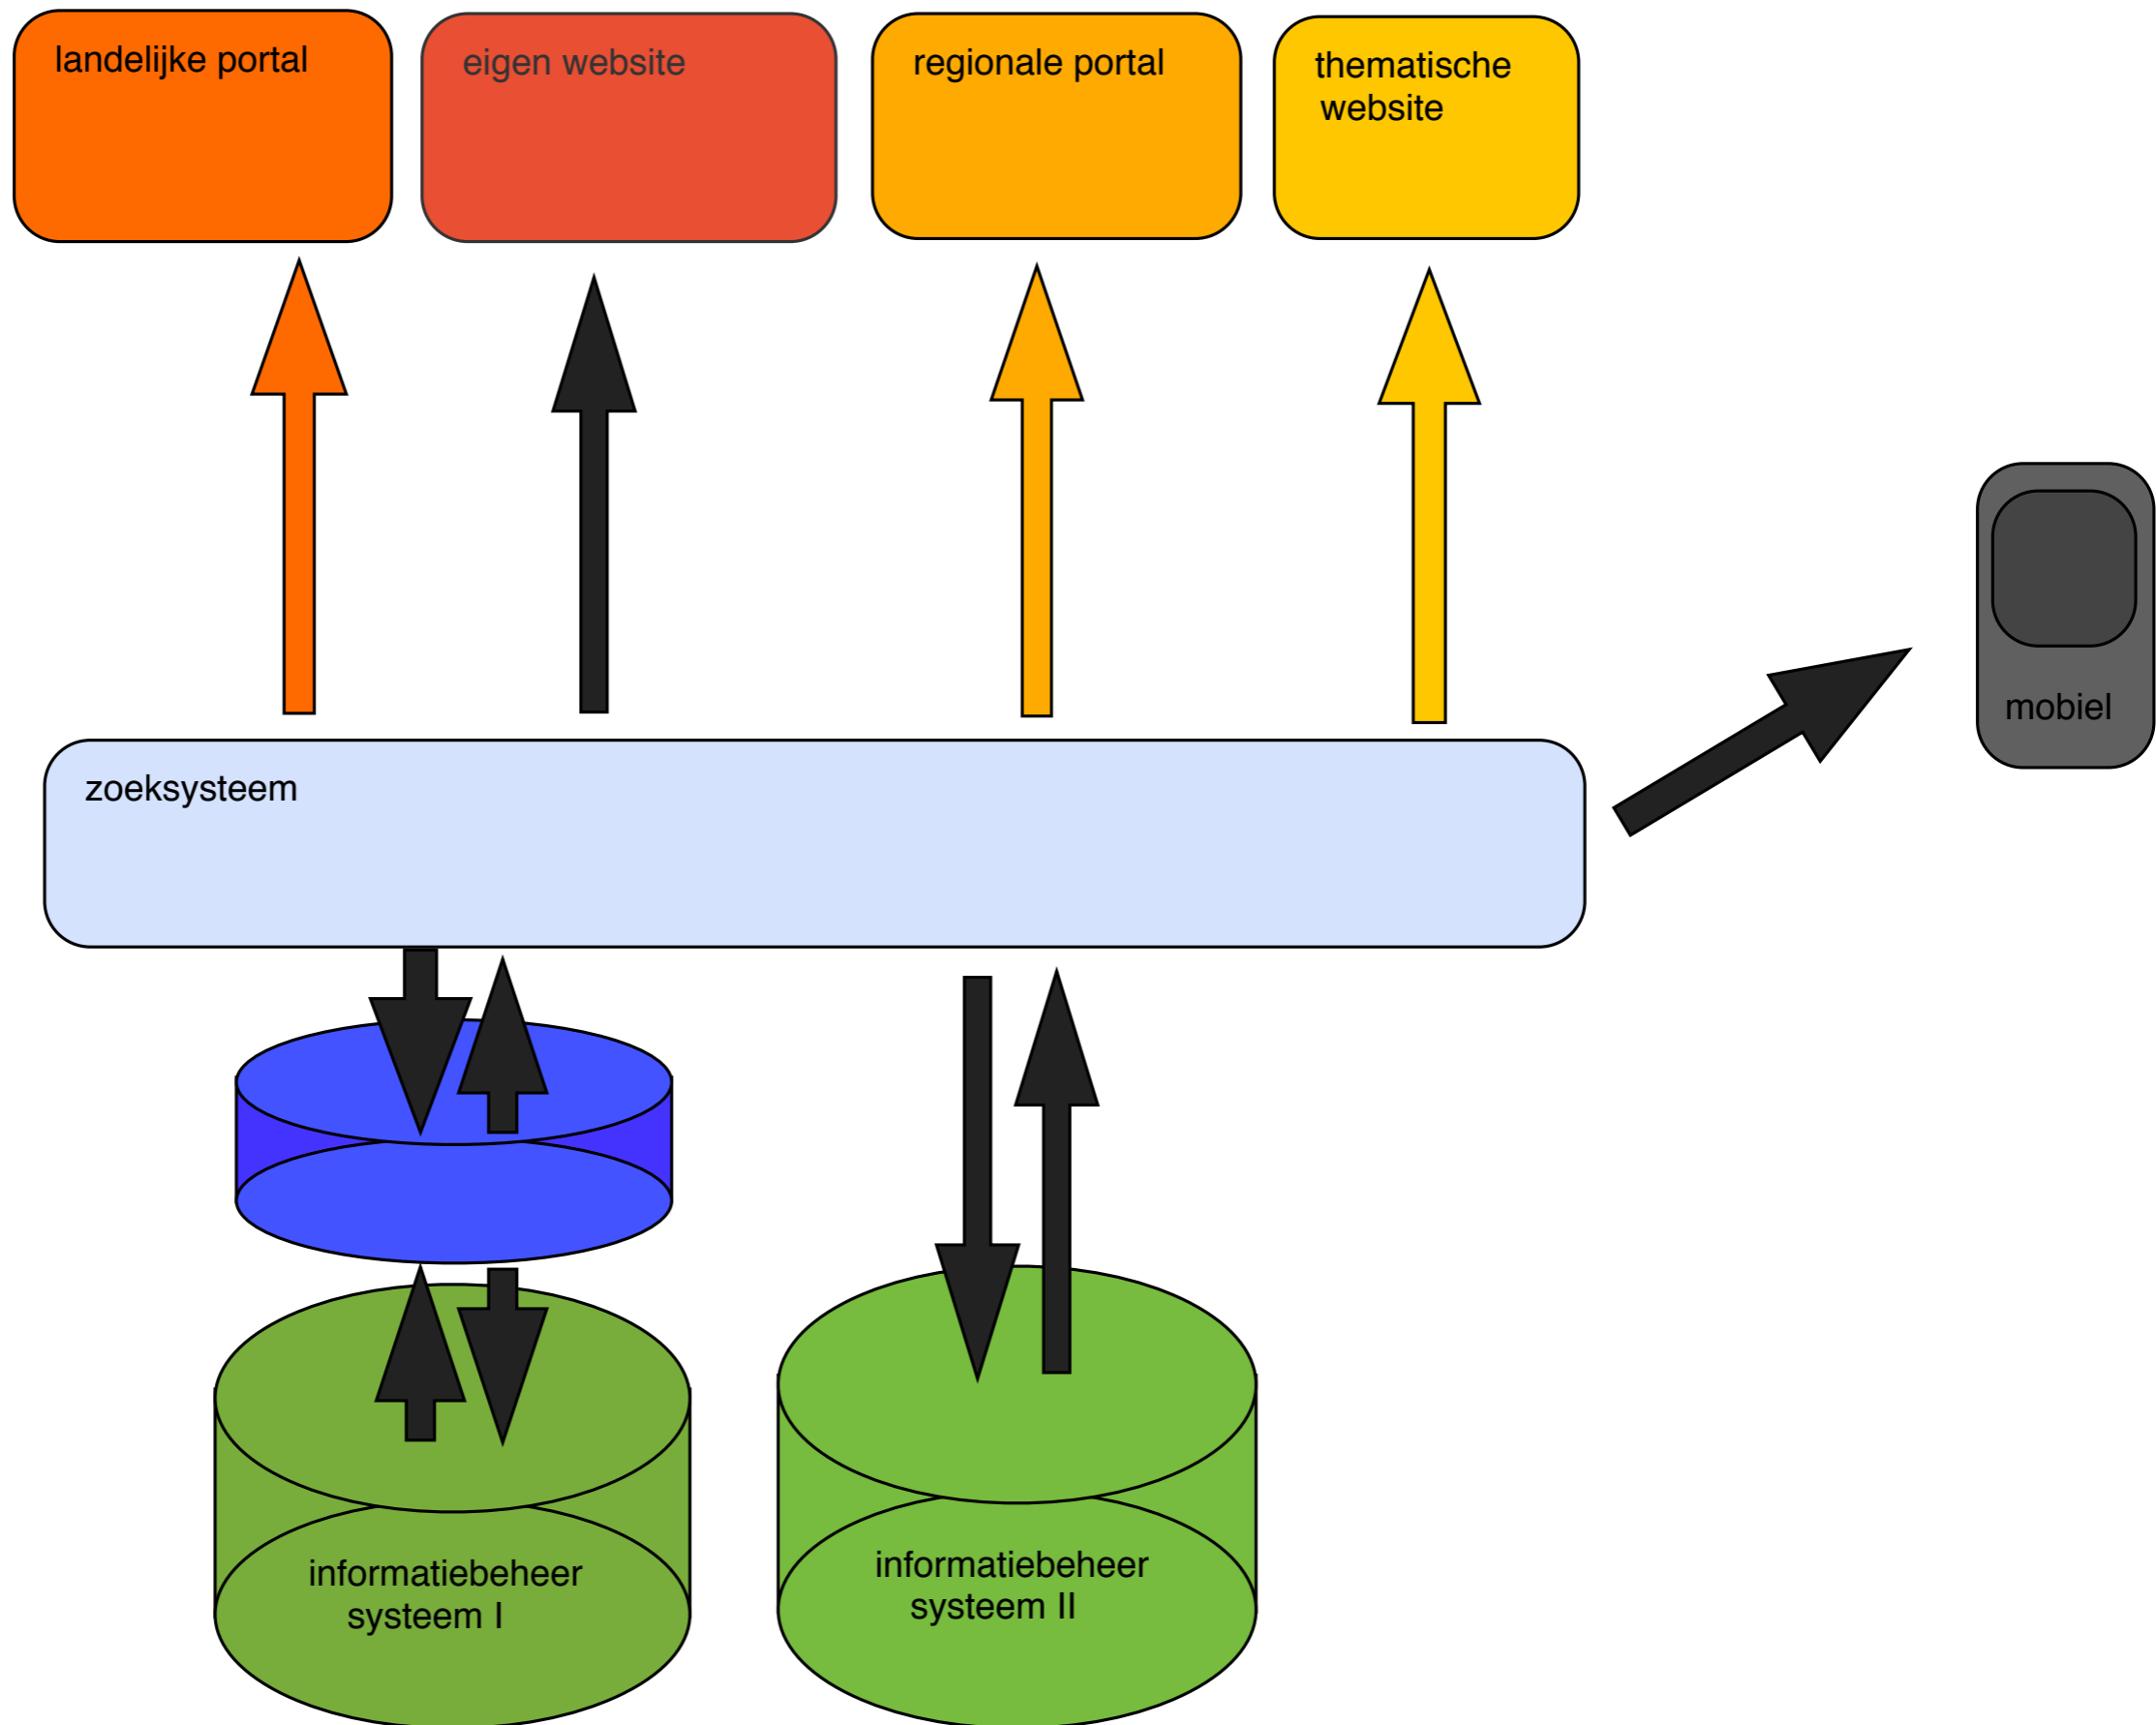 landelijke portal
eigen website
regionale portal
thematische
website
mobiel
zoeksysteem
informatiebeheer
systeem I
informatiebeheer
systeem II